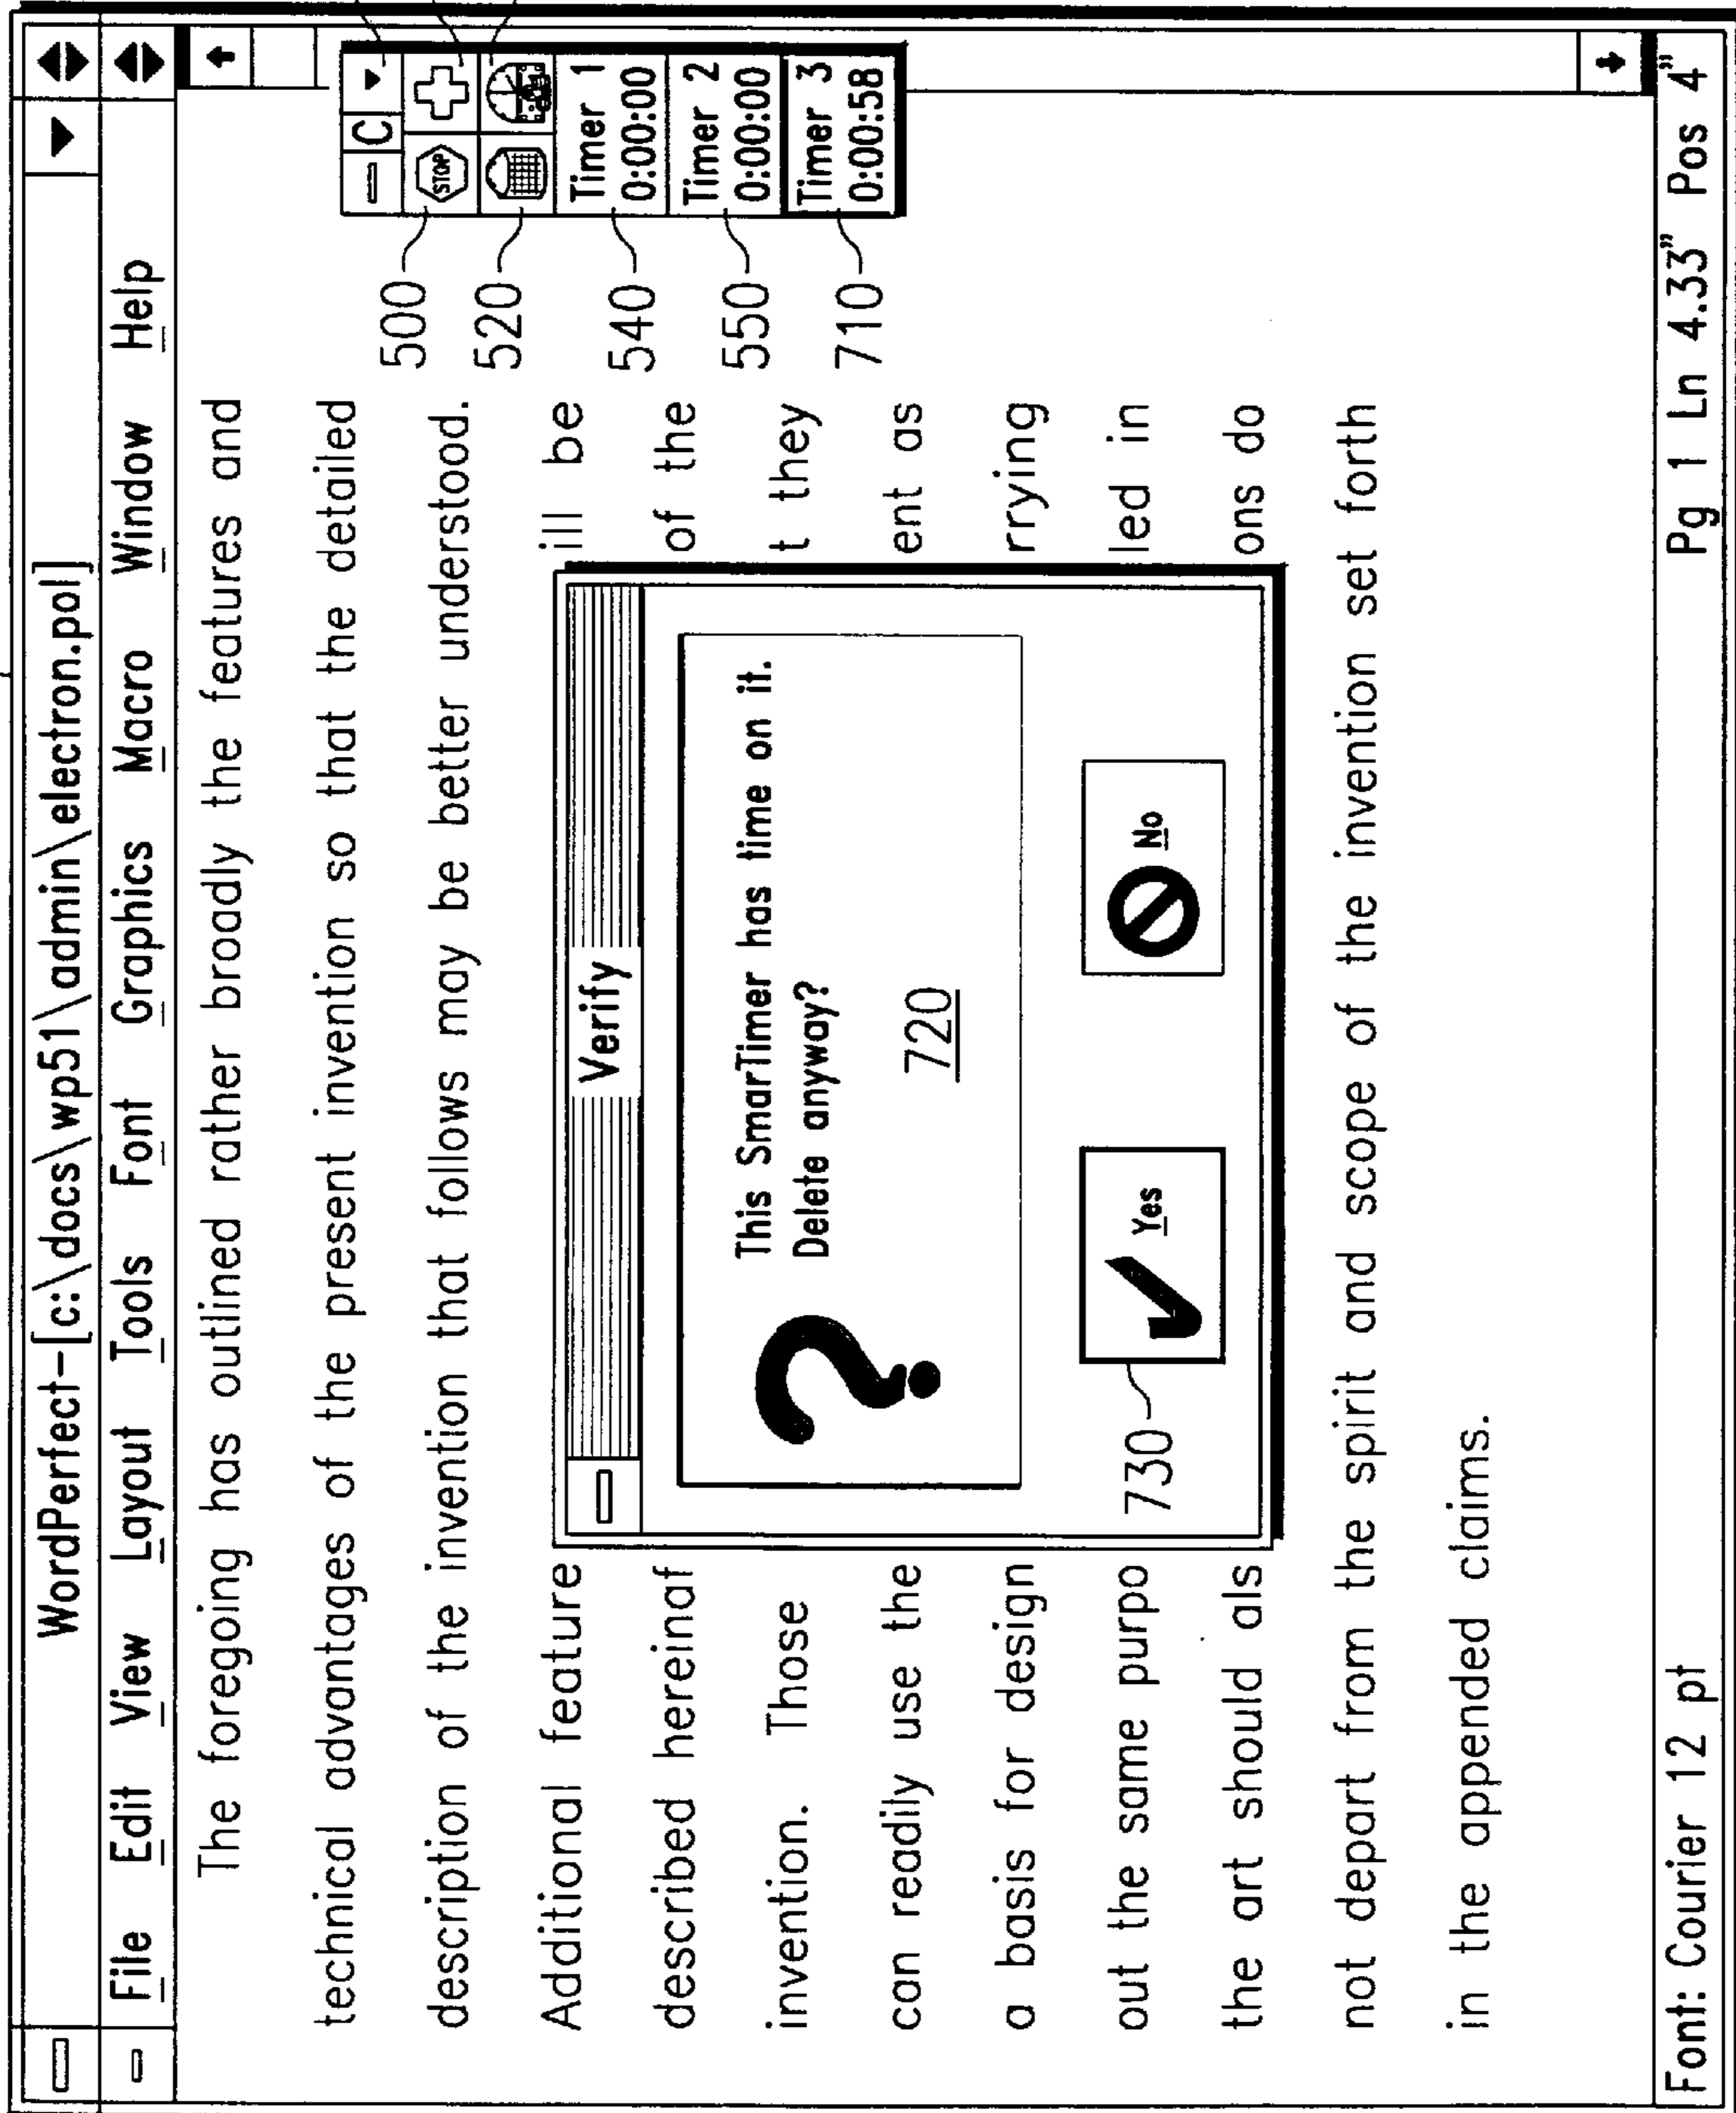 WordPerfect-[c:\docs\wp51\admin\electron.pol]
File Edit View Layout Tools Font Graphics Macro Window Help
The foregoing has outlined rather broadly the features and
technical advantages of the present invention so that the detailed
description of the invention that follows may be better understood.
Additional feature ill be
described hereinaf of the
invention. Those t they
can readily use the ent as
a basis for design rrying
out the same purpo led in
the art should als ons do
not depart from the spirit and scope of the invention set forth
in the appended claims.
Verify
This SmarTimer has time on it.
Delete anyway?
720
730
Yes
No
C
500
STOP
520
540
Timer 1
0:00:00
550
Timer 2
0:00:00
710
Timer 3
0:00:58
Font: Courier 12 pt Pg 1 Ln 4.33" Pos 4"